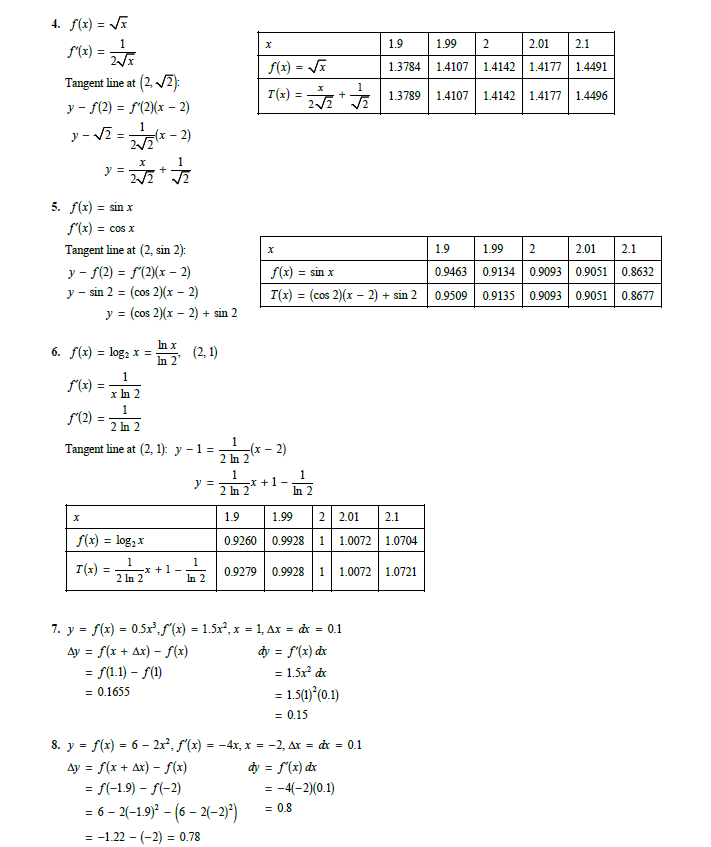 4. f(x) = √x
f′(x) = 1/(2√x)
Tangent line at (2, √2):
y − f(2) = f′(2)(x − 2)
y − √2 = 1/(2√2)(x − 2)
y = x/(2√2) + 1/√2
x 1.9 1.99 2 2.01 2.1
f(x) = √x 1.3784 1.4107 1.4142 1.4177 1.4491
T(x) = x/(2√2) + 1/√2 1.3789 1.4107 1.4142 1.4177 1.4496
5. f(x) = sin x
f′(x) = cos x
Tangent line at (2, sin 2):
y − f(2) = f′(2)(x − 2)
y − sin 2 = (cos 2)(x − 2)
y = (cos 2)(x − 2) + sin 2
x 1.9 1.99 2 2.01 2.1
f(x) = sin x 0.9463 0.9134 0.9093 0.9051 0.8632
T(x) = (cos 2)(x − 2) + sin 2 0.9509 0.9135 0.9093 0.9051 0.8677
6. f(x) = log₂ x = ln x/ln 2, (2, 1)
f′(x) = 1/(x ln 2)
f′(2) = 1/(2 ln 2)
Tangent line at (2, 1): y − 1 = 1/(2 ln 2)(x − 2)
y = 1/(2 ln 2)x + 1 − 1/ln 2
x 1.9 1.99 2 2.01 2.1
f(x) = log₂ x 0.9260 0.9928 1 1.0072 1.0704
T(x) = 1/(2 ln 2)x + 1 − 1/ln 2 0.9279 0.9928 1 1.0072 1.0721
7. y = f(x) = 0.5x³, f′(x) = 1.5x², x = 1, Δx = dx = 0.1
Δy = f(x + Δx) − f(x)
= f(1.1) − f(1)
= 0.1655
dy = f′(x) dx
= 1.5x² dx
= 1.5(1)²(0.1)
= 0.15
8. y = f(x) = 6 − 2x², f′(x) = −4x, x = −2, Δx = dx = 0.1
Δy = f(x + Δx) − f(x)
= f(−1.9) − f(−2)
= 6 − 2(−1.9)² − (6 − 2(−2)²)
= −1.22 − (−2) = 0.78
dy = f′(x) dx
= −4(−2)(0.1)
= 0.8